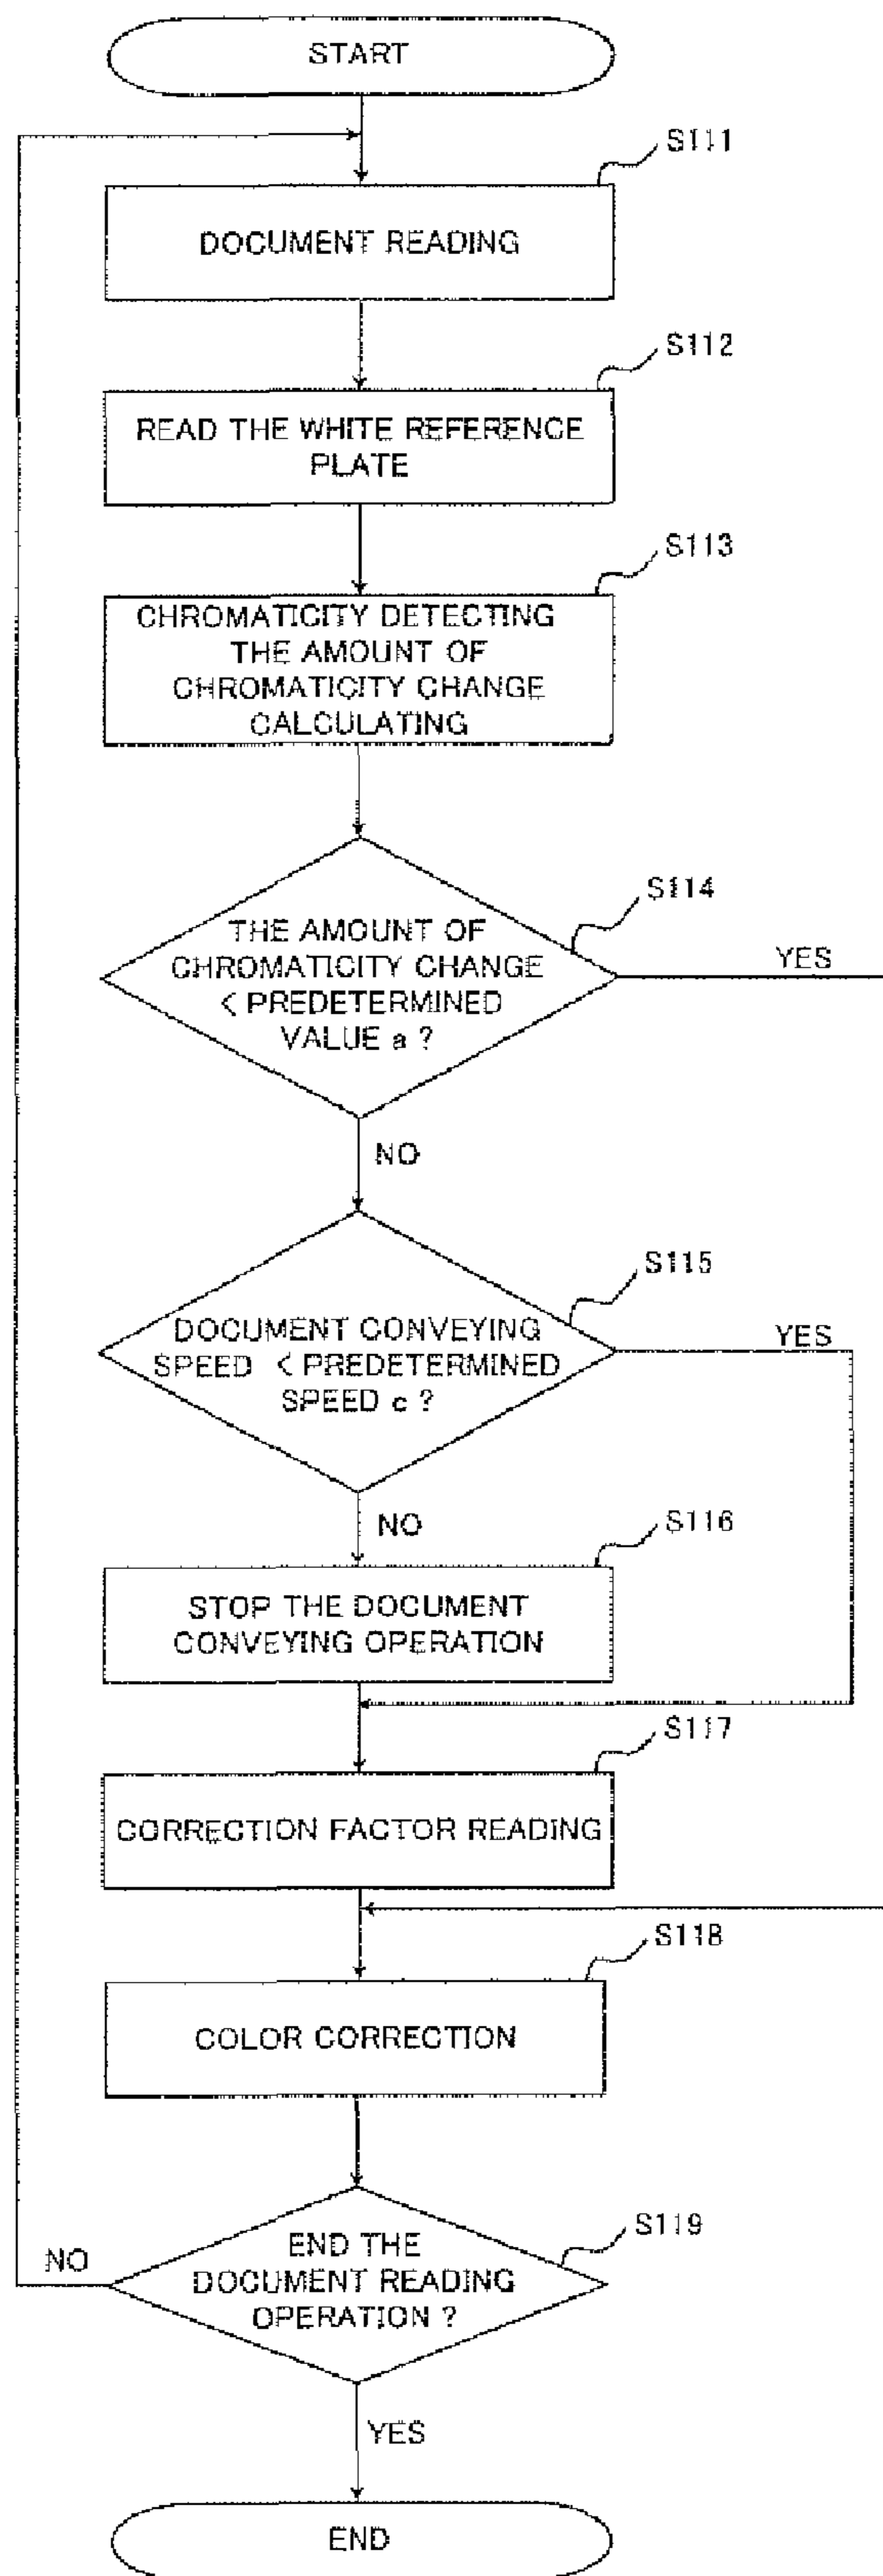 START
S111
DOCUMENT READING
S112
READ THE WHITE REFERENCE
PLATE
S113
CHROMATICITY DETECTING
THE AMOUNT OF
CHROMATICITY CHANGE
CALCULATING
S114
THE AMOUNT OF
CHROMATICITY CHANGE
< PREDETERMINED
VALUE a ?
YES
NO
S115
DOCUMENT CONVEYING
SPEED < PREDETERMINED
SPEED c ?
YES
NO
S116
STOP THE DOCUMENT
CONVEYING OPERATION
S117
CORRECTION FACTOR READING
S118
COLOR CORRECTION
S119
END THE
DOCUMENT READING
OPERATION ?
NO
YES
END